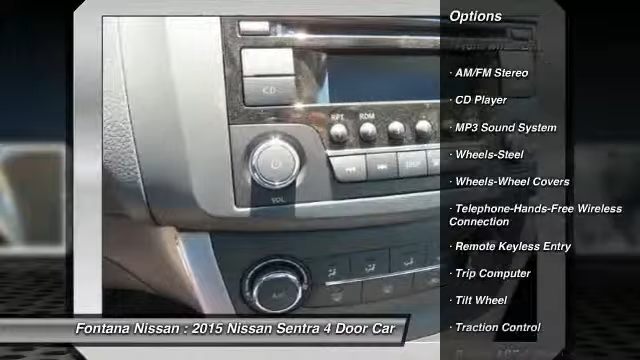 Options
· AM/FM Stereo
· CD Player
· MP3 Sound System
· Wheels-Steel
· Wheels-Wheel Covers
· Telephone-Hands-Free Wireless
Connection
· Remote Keyless Entry
· Trip Computer
· Tilt Wheel
· Traction Control
CD
RPT RDM
VOL
Fontana Nissan : 2015 Nissan Sentra 4 Door Car